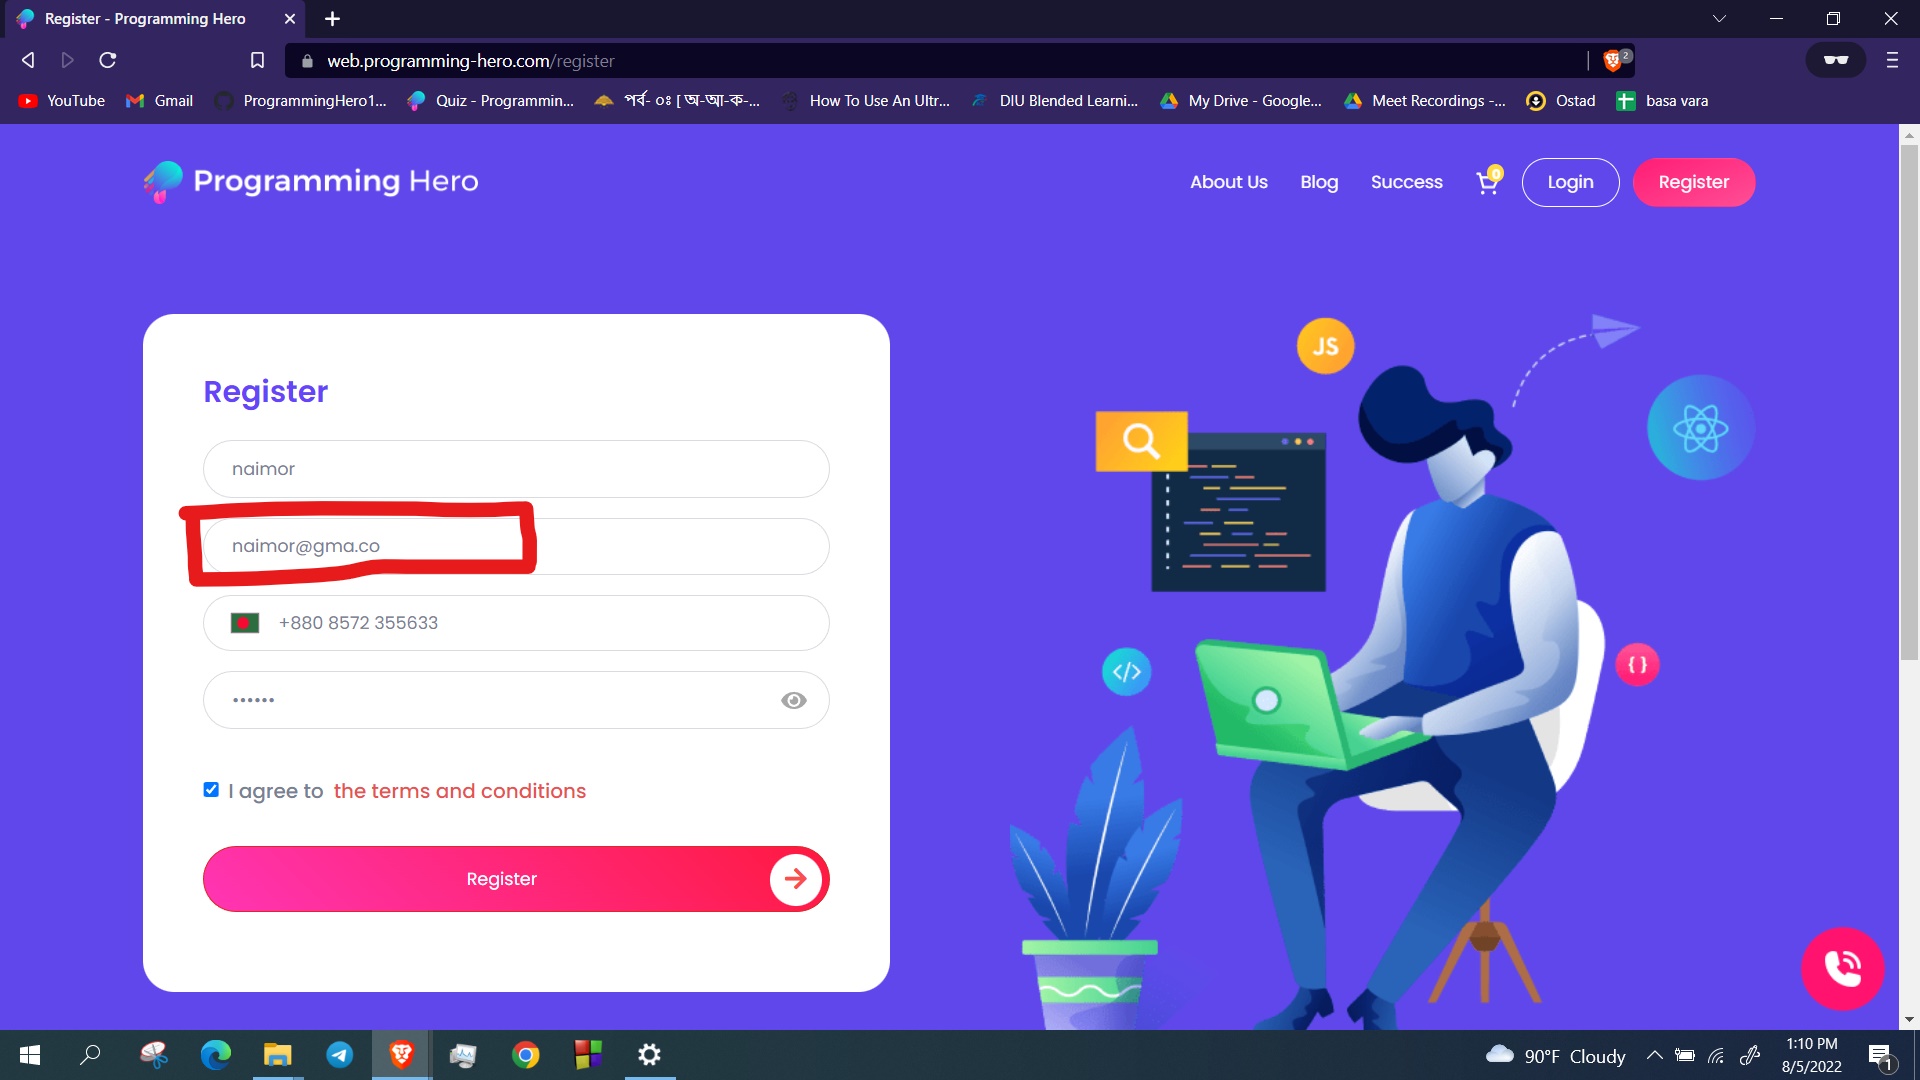 Register - Programming Hero
web.programming-hero.com/register
2
YouTube
Gmail
ProgrammingHero1...
Quiz - Programmin...
পর্ব- ০ঃ [ অ-আ-ক-...
How To Use An Ultr...
DIU Blended Learni...
My Drive - Google...
Meet Recordings -...
Ostad
basa vara
Programming Hero
About Us
Blog
Success
0
Login
Register
Register
naimor
naimor@gma.co
+880 8572 355633
••••••
I agree to the terms and conditions
Register
JS
</>
{ }
90°F Cloudy
1:10 PM
8/5/2022
1